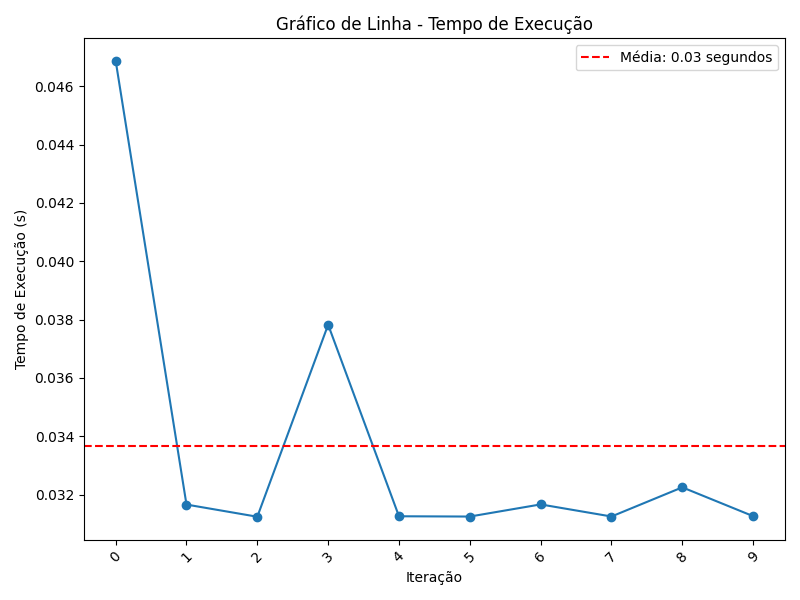 Gráfico de Linha - Tempo de Execução
Média: 0.03 segundos
Tempo de Execução (s)
0.046
0.044
0.042
0.040
0.038
0.036
0.034
0.032
0 1 2 3 4 5 6 7 8 9
Iteração